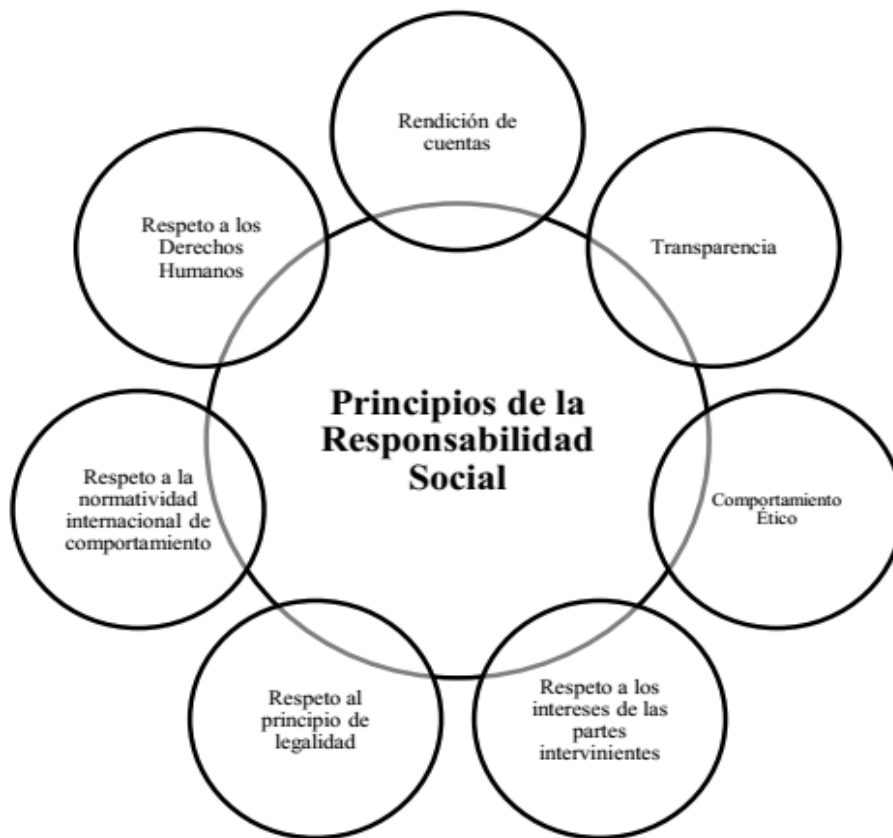 Rendición de
cuentas
Transparencia
Comportamiento
Ético
Respeto a los
intereses de las
partes
intervinientes
Respeto al
principio de
legalidad
Respeto a la
normatividad
internacional de
comportamiento
Respeto a los
Derechos
Humanos
Principios de la
Responsabilidad
Social